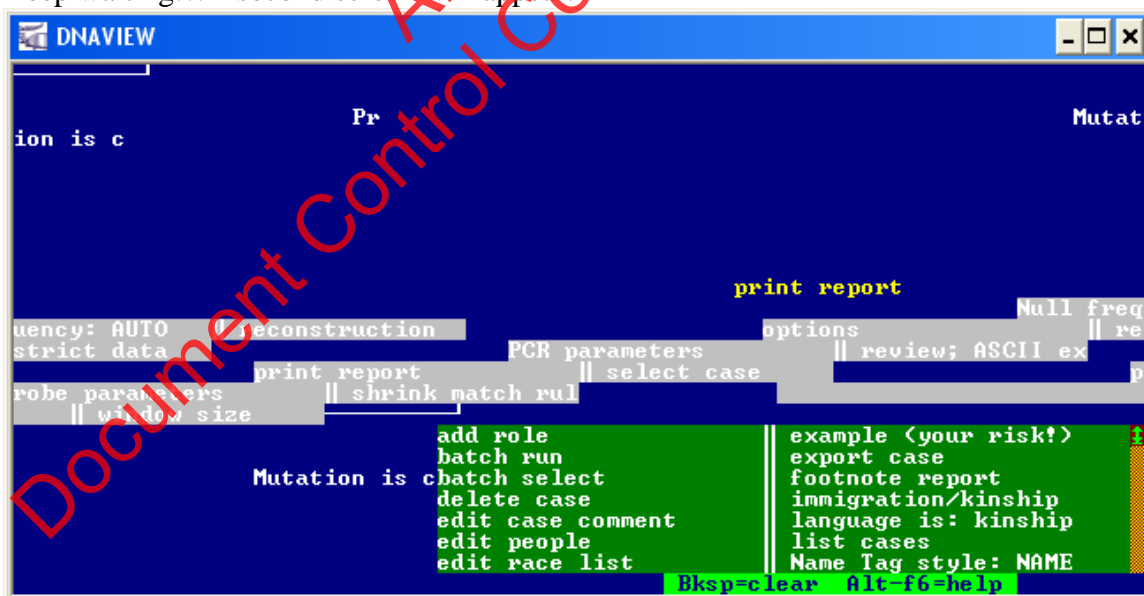 DNAVIEW
Pr Mutat
ion is c
print report
Null freq
uency: AUTO || reconstruction options || re
strict data PCR parameters || review; ASCII ex
print report || select case p
robe parameters || shrink match rul
|| window size
add role || example (your risk!)
batch run || export case
Mutation is cbatch select || footnote report
delete case || immigration/kinship
edit case comment || language is: kinship
edit people || list cases
edit race list || Name Tag style: NAME
Bksp=clear Alt-f6=help
Document Control Co